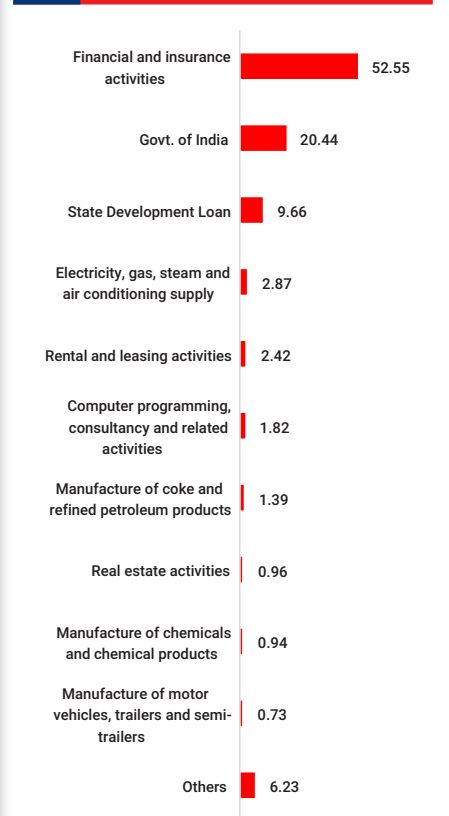 Financial and insurance
activities
52.55
Govt. of India
20.44
State Development Loan
9.66
Electricity, gas, steam and
air conditioning supply
2.87
Rental and leasing activities
2.42
Computer programming,
consultancy and related
activities
1.82
Manufacture of coke and
refined petroleum products
1.39
Real estate activities
0.96
Manufacture of chemicals
and chemical products
0.94
Manufacture of motor
vehicles, trailers and semi-
trailers
0.73
Others
6.23